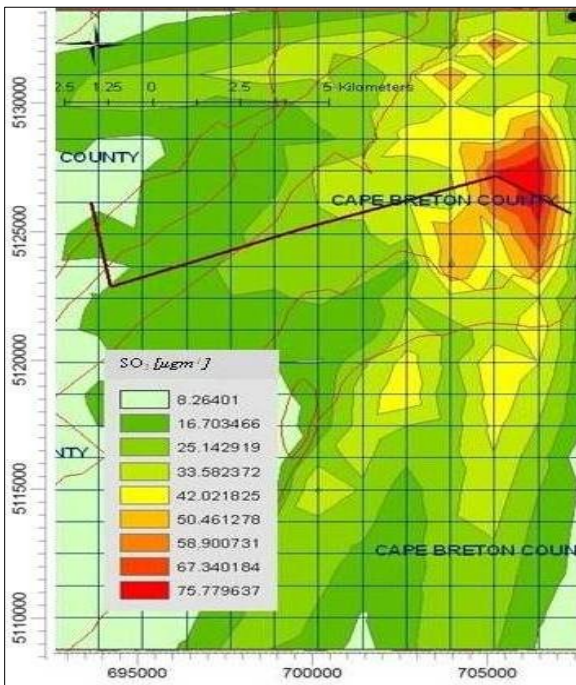 5130000
5125000
5120000
5115000
5110000
2.5 1.25 0 2.5 5 Kilometers
COUNTY
CAPE BRETON COUNTY
SO₂ [µgm⁻³]
8.26401
16.703466
25.142919
33.582372
42.021825
50.461278
58.900731
67.340184
75.779637
NTY
CAPE BRETON COUN
695000 700000 705000